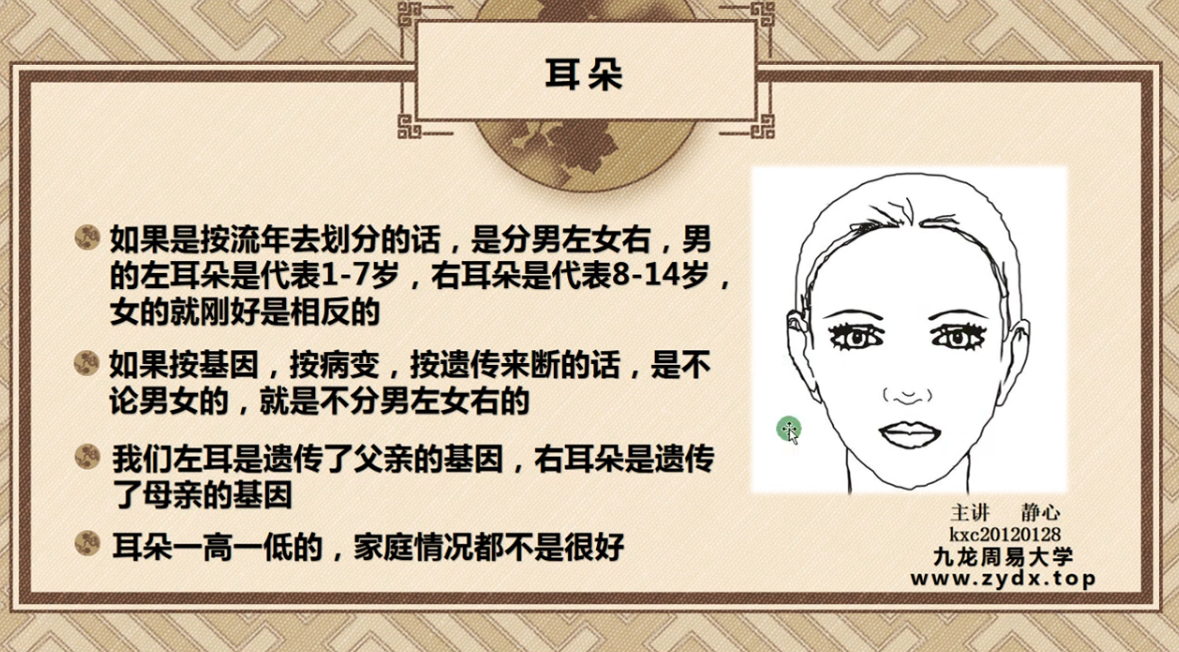 耳朵
如果是按流年去划分的话，是分男左女右，男
的左耳朵是代表1-7岁，右耳朵是代表8-14岁，
女的就刚好是相反的
如果按基因，按病变，按遗传来断的话，是不
论男女的，就是不分男左女右的
我们左耳是遗传了父亲的基因，右耳朵是遗传
了母亲的基因
耳朵一高一低的，家庭情况都不是很好
主讲 静心
kxc20120128
九龙周易大学
www.zydx.top